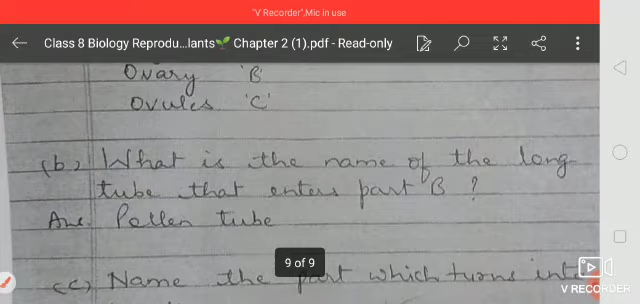 "V Recorder",Mic in use
Class 8 Biology Reprodu...lants🌱 Chapter 2 (1).pdf - Read-only
Ovary 'B'
Ovules 'C'
(b) What is the name of the long
tube that enters part B ?
Ans. Pollen tube
9 of 9
(c) Name the part which turns into
V RECORDER